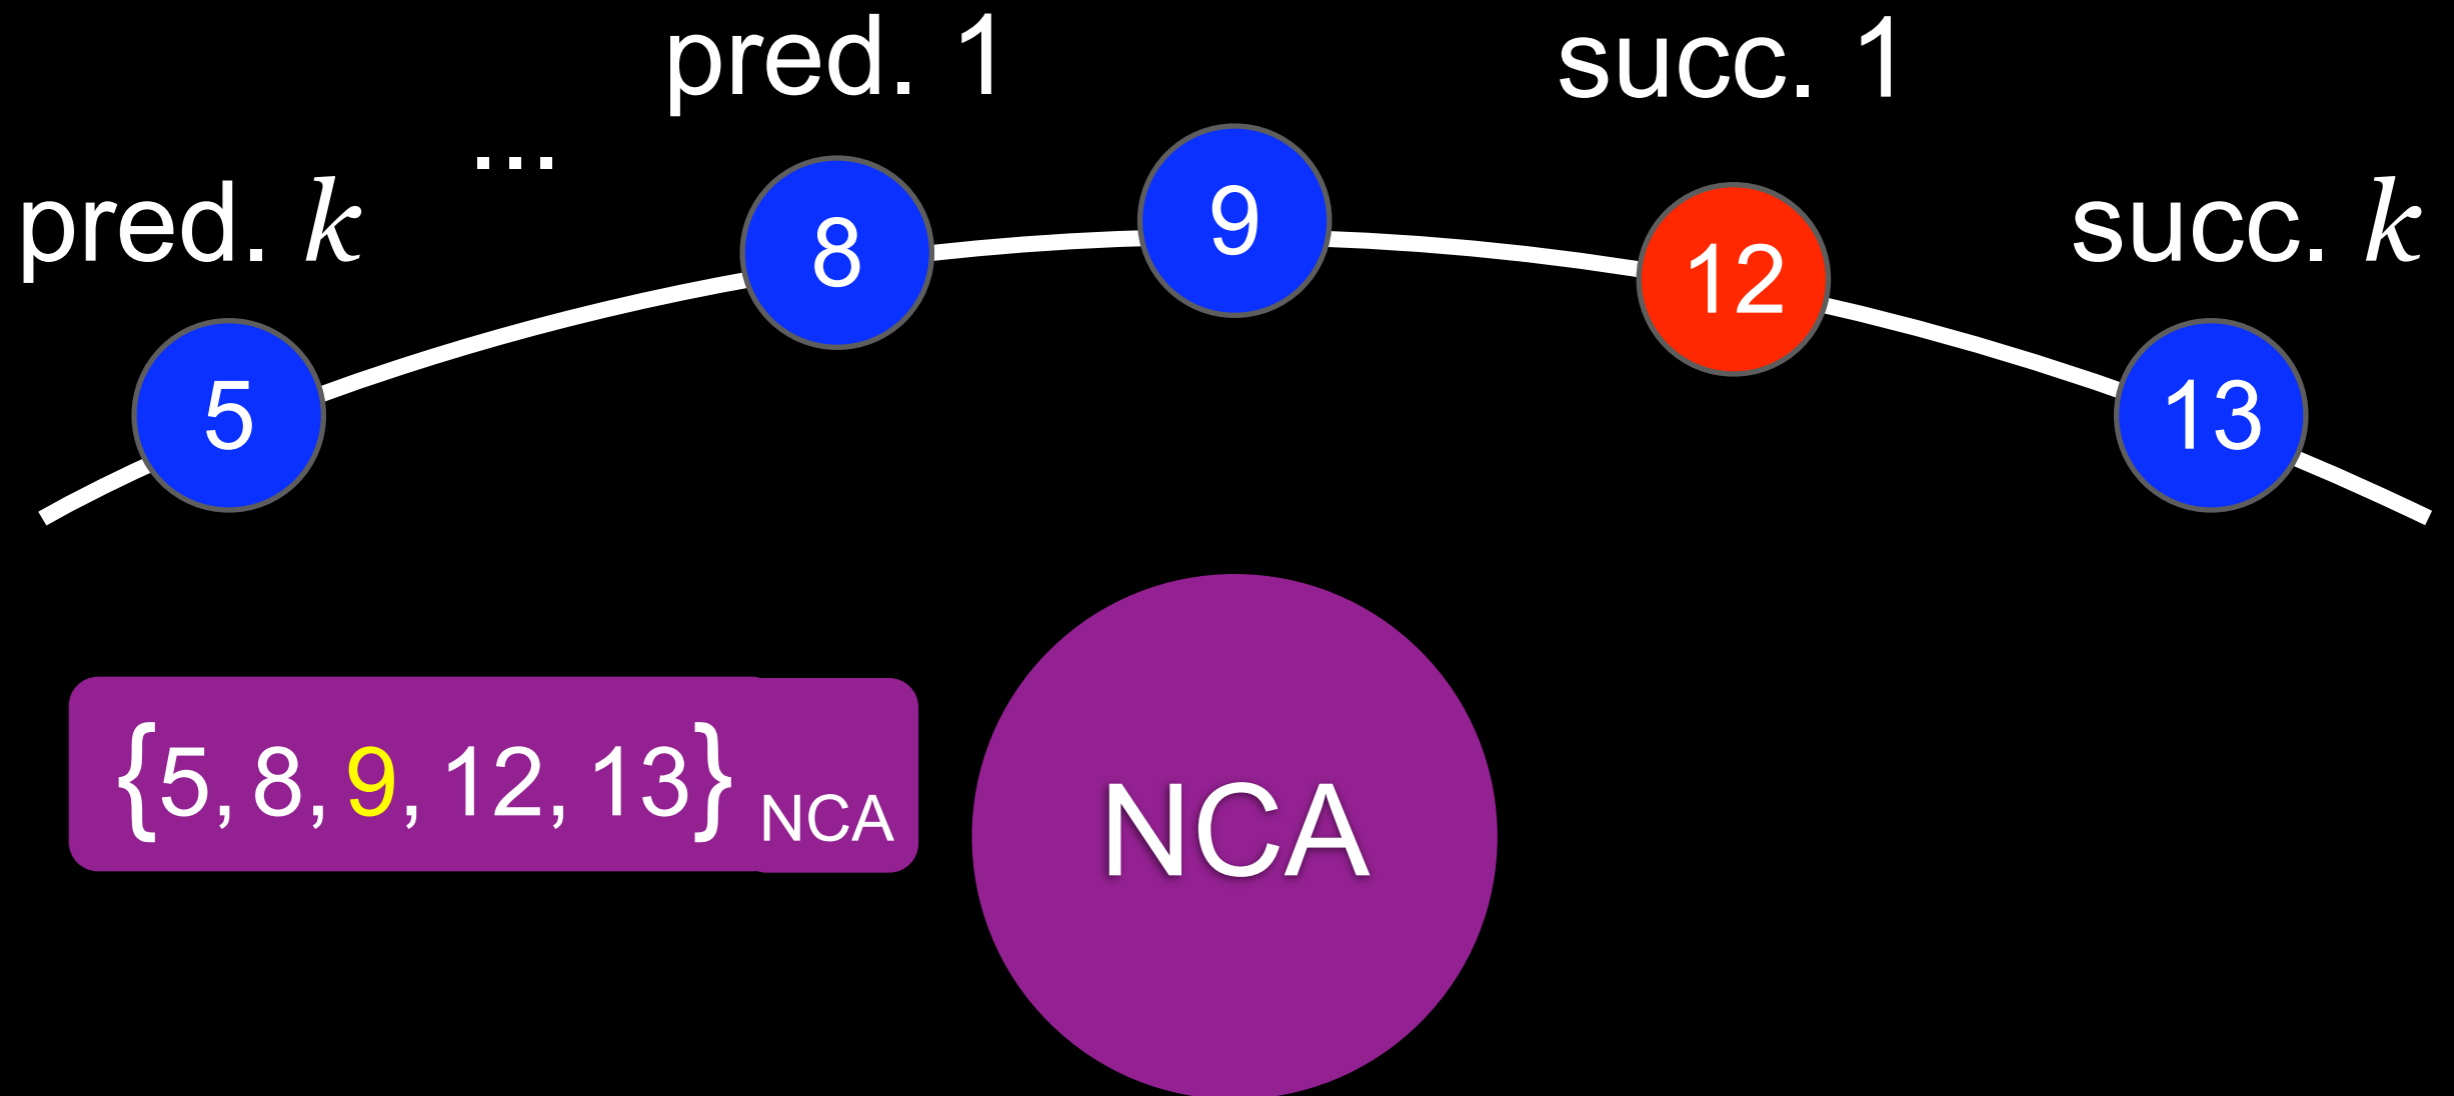 pred. 1
succ. 1
...
pred. k
succ. k
8
9
12
5
13
{5, 8, 9, 12, 13} NCA
NCA